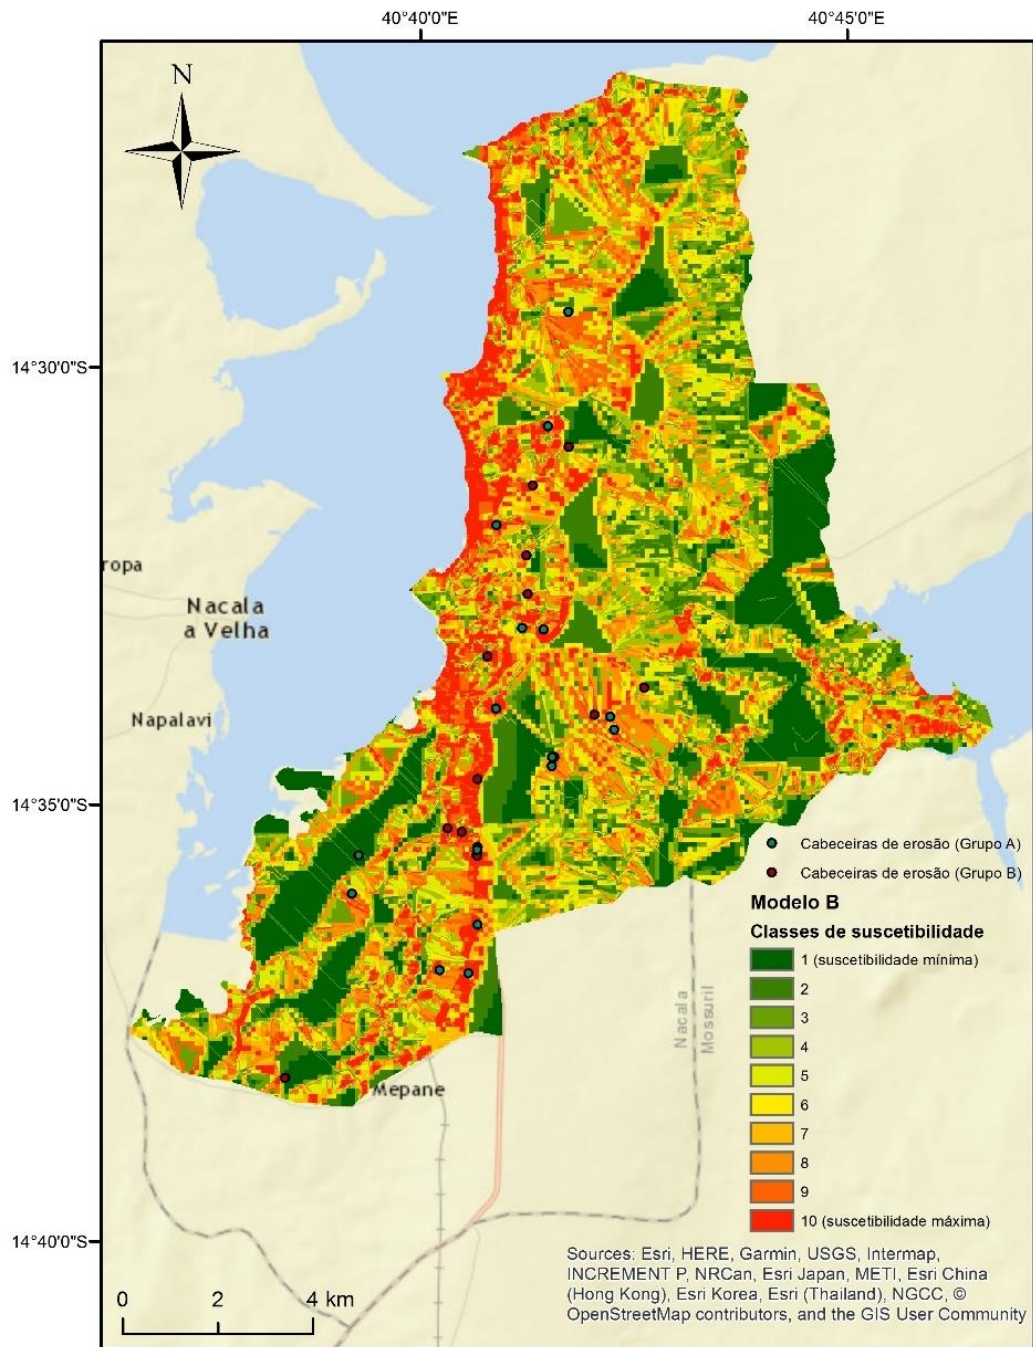 40°40'0"E
40°45'0"E
N
14°30'0"S
ropa
Nacala
a Velha
Napalavi
14°35'0"S
Cabeceiras de erosão (Grupo A)
Cabeceiras de erosão (Grupo B)
Modelo B
Classes de suscetibilidade
1 (suscetibilidade mínima)
2
3
4
5
6
7
8
9
10 (suscetibilidade máxima)
Nacala
Mossuril
Mepane
14°40'0"S
0 2 4 km
Sources: Esri, HERE, Garmin, USGS, Intermap,
INCREMENT P, NRCan, Esri Japan, METI, Esri China
(Hong Kong), Esri Korea, Esri (Thailand), NGCC, ©
OpenStreetMap contributors, and the GIS User Community